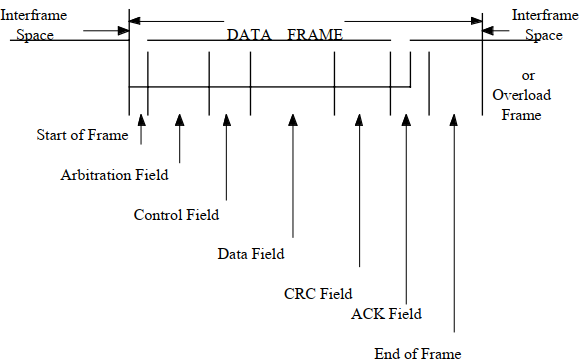 Interframe
Space
DATA FRAME
Interframe
Space
or
Overload
Frame
Start of Frame
Arbitration Field
Control Field
Data Field
CRC Field
ACK Field
End of Frame